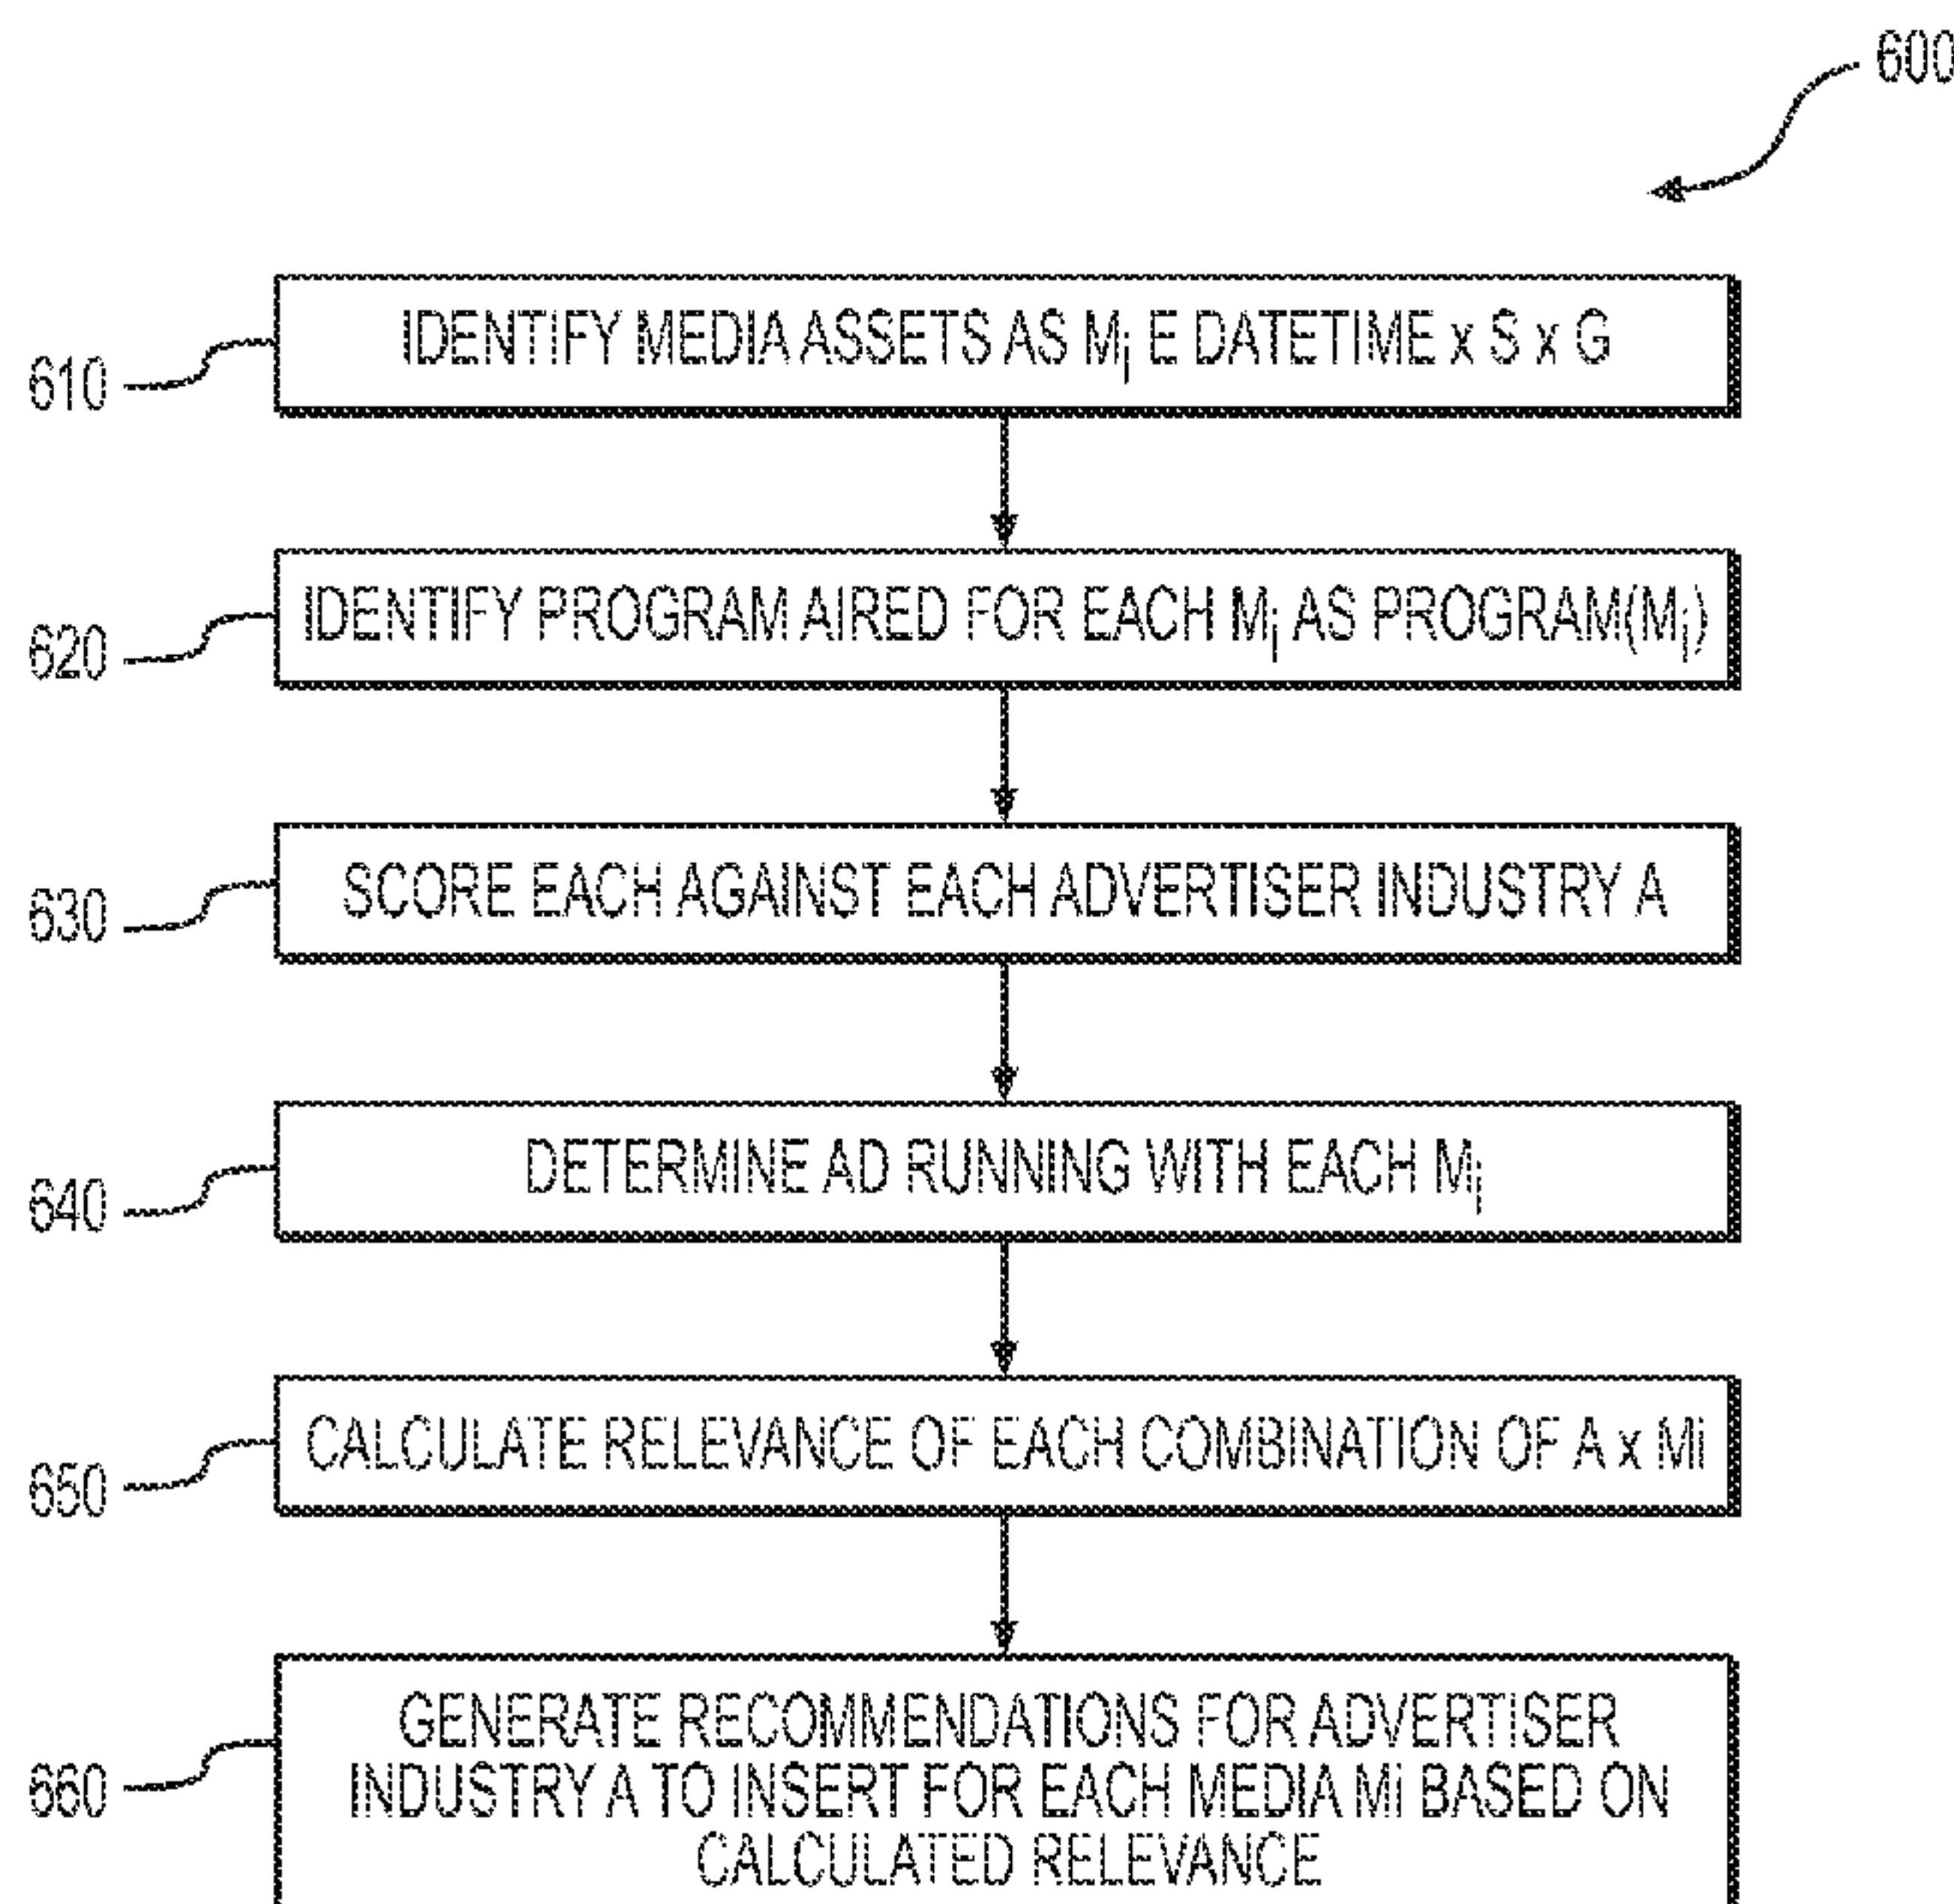 600
610
IDENTIFY MEDIA ASSETS AS Mi E DATETIME x S x G
620
IDENTIFY PROGRAM AIRED FOR EACH Mi AS PROGRAM(Mi)
630
SCORE EACH AGAINST EACH ADVERTISER INDUSTRY A
640
DETERMINE AD RUNNING WITH EACH Mi
650
CALCULATE RELEVANCE OF EACH COMBINATION OF A x Mi
660
GENERATE RECOMMENDATIONS FOR ADVERTISER
INDUSTRY A TO INSERT FOR EACH MEDIA Mi BASED ON
CALCULATED RELEVANCE